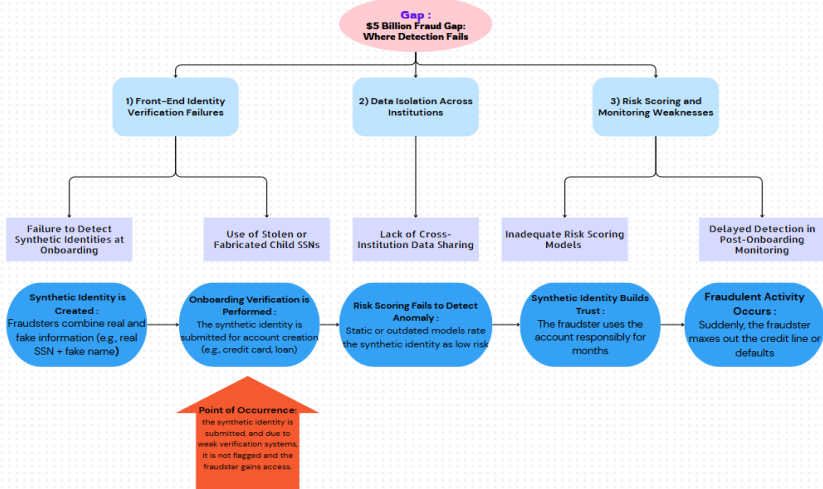 Gap :
$5 Billion Fraud Gap:
Where Detection Fails
1) Front-End Identity
Verification Failures
2) Data Isolation Across
Institutions
3) Risk Scoring and
Monitoring Weaknesses
Failure to Detect
Synthetic Identities at
Onboarding
Use of Stolen or
Fabricated Child SSNs
Lack of Cross-
Institution Data Sharing
Inadequate Risk Scoring
Models
Delayed Detection in
Post-Onboarding
Monitoring
Synthetic Identity is
Created :
Fraudsters combine real and
fake information (e.g., real
SSN + fake name)
Onboarding Verification is
Performed :
The synthetic identity is
submitted for account creation
(e.g., credit card, loan)
Risk Scoring Fails to Detect
Anomaly :
Static or outdated models rate
the synthetic identity as low risk
Synthetic Identity Builds
Trust :
The fraudster uses the
account responsibly for
months
Fraudulent Activity
Occurs :
Suddenly, the fraudster
maxes out the credit line or
defaults
Point of Occurrence:
the synthetic identity is
submitted, and due to
weak verification systems,
it is not flagged and the
fraudster gains access.